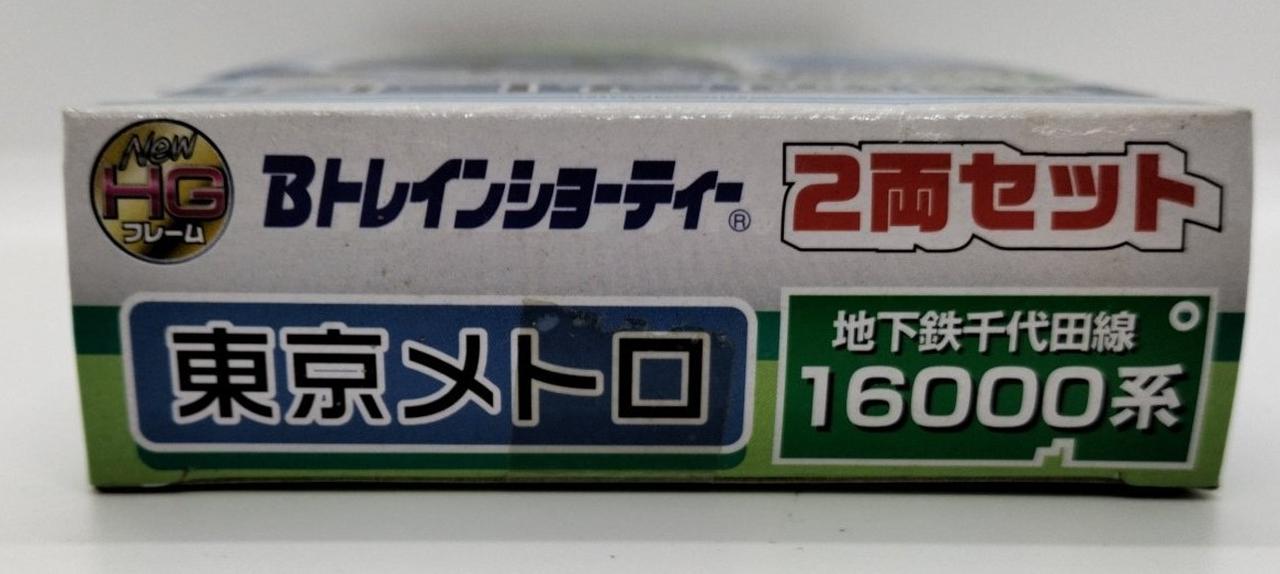 New
HG
フレーム
Bトレインショーティー®
2両セット
東京メトロ
地下鉄千代田線
16000系